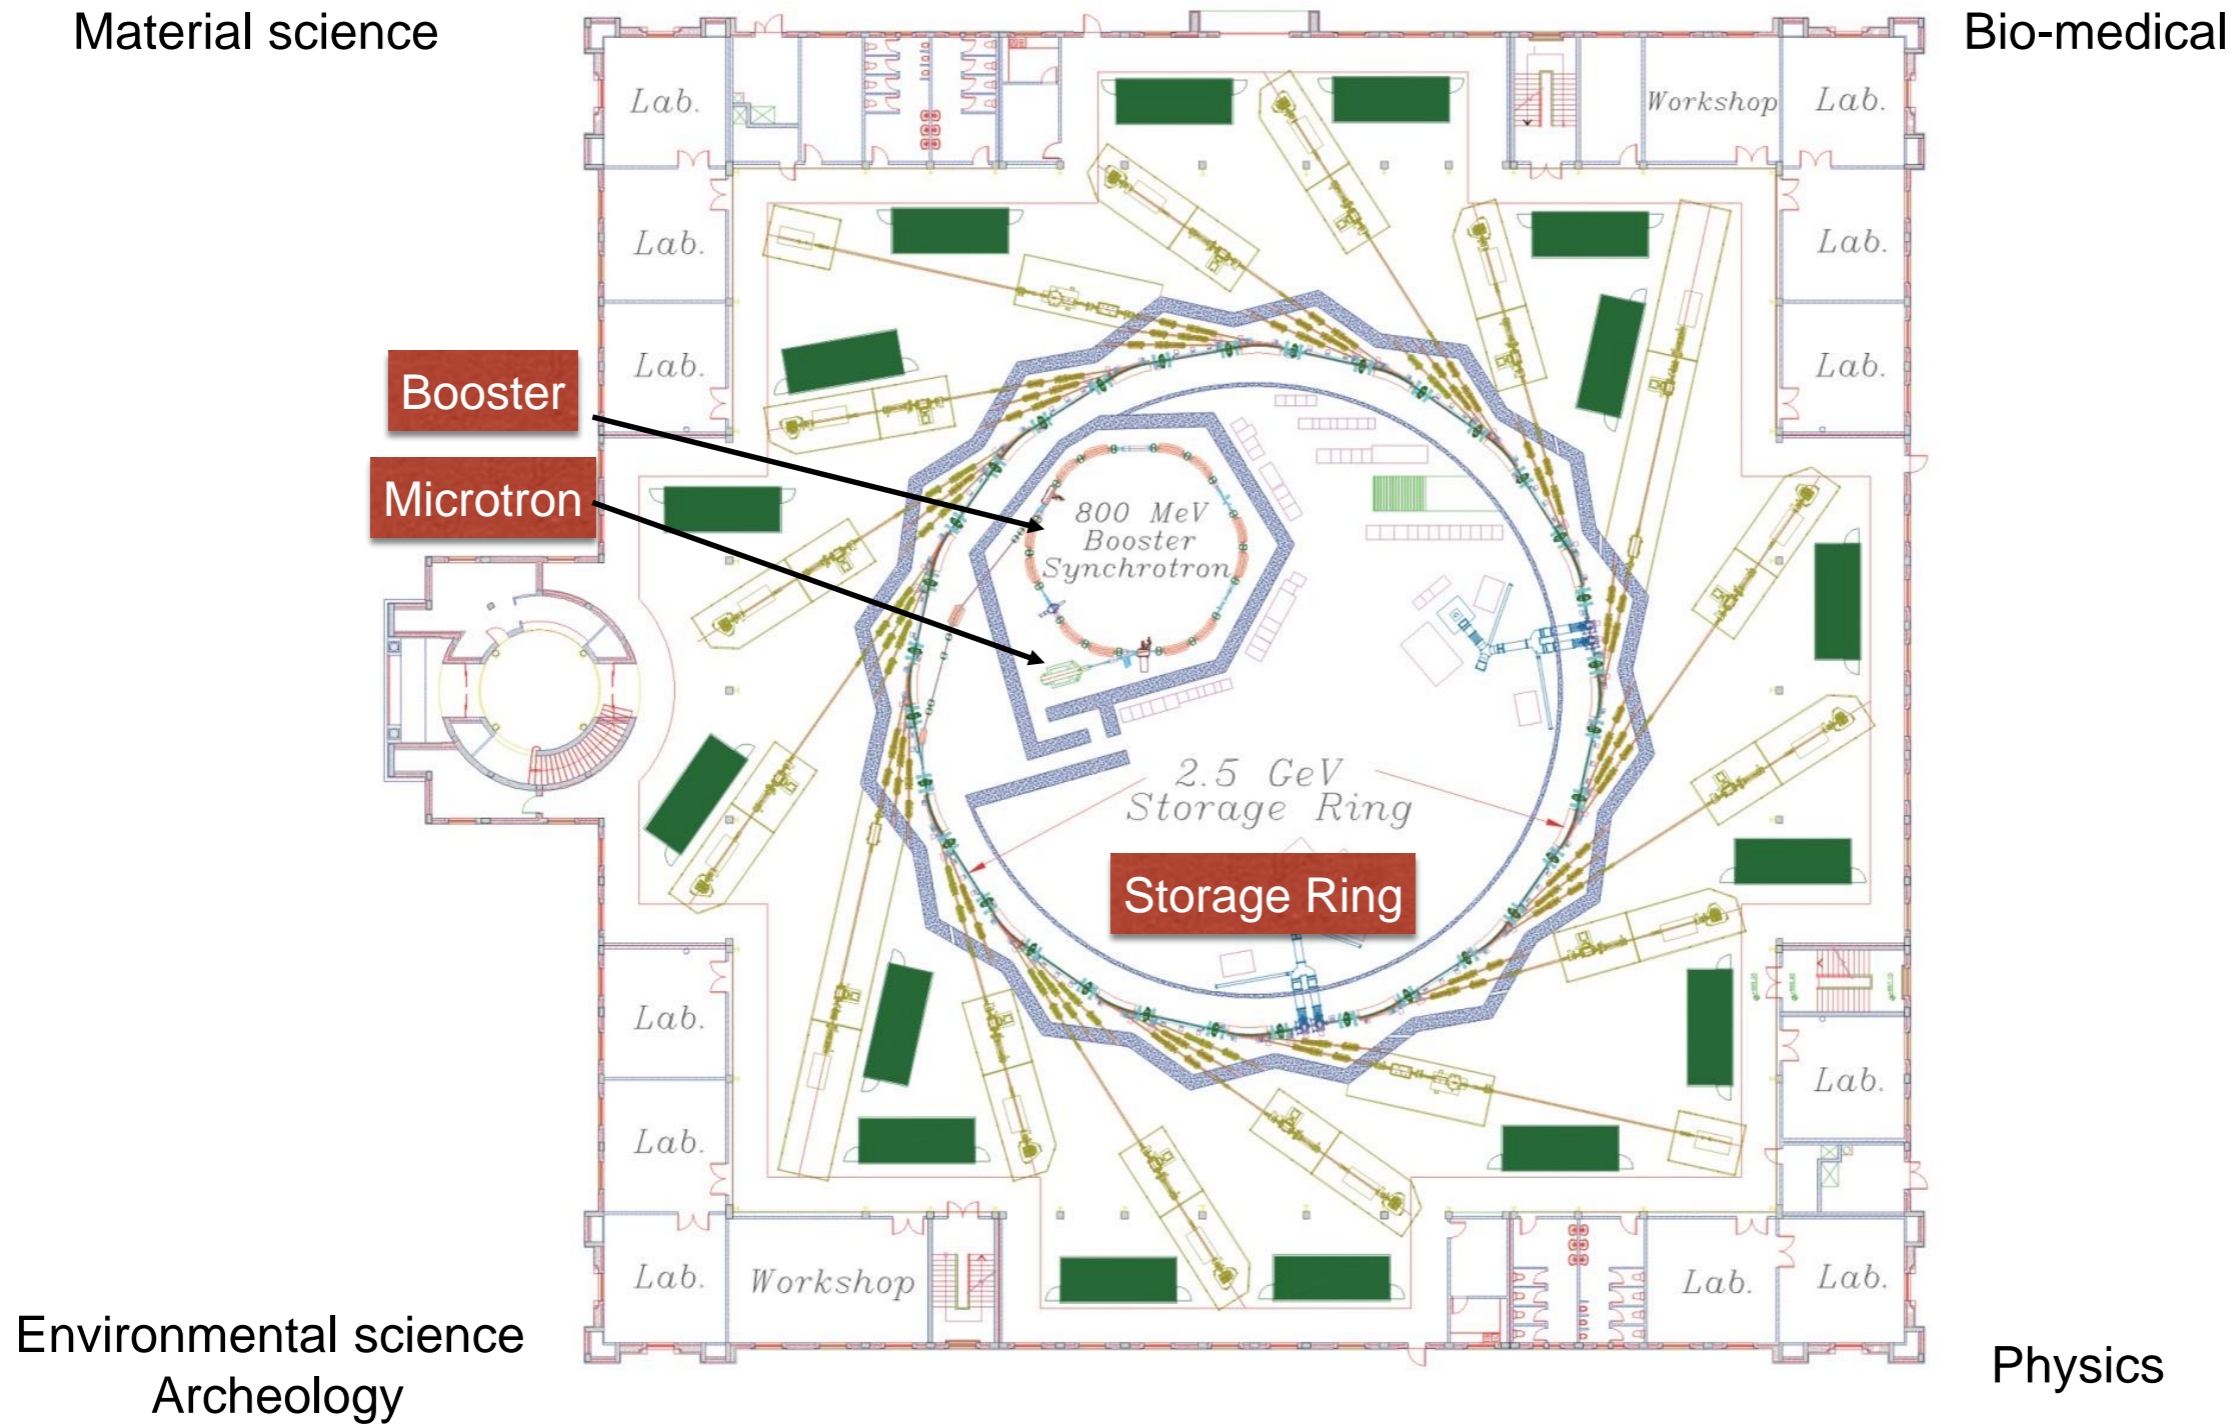 Material science
Bio-medical
Lab.
Workshop
Lab.
Lab.
Lab.
Lab.
Lab.
Booster
Microtron
800 MeV
Booster
Synchrotron
2.5 GeV
Storage Ring
Storage Ring
Lab.
Lab.
Lab.
Lab.
Workshop
Lab.
Lab.
Environmental science
Archeology
Physics